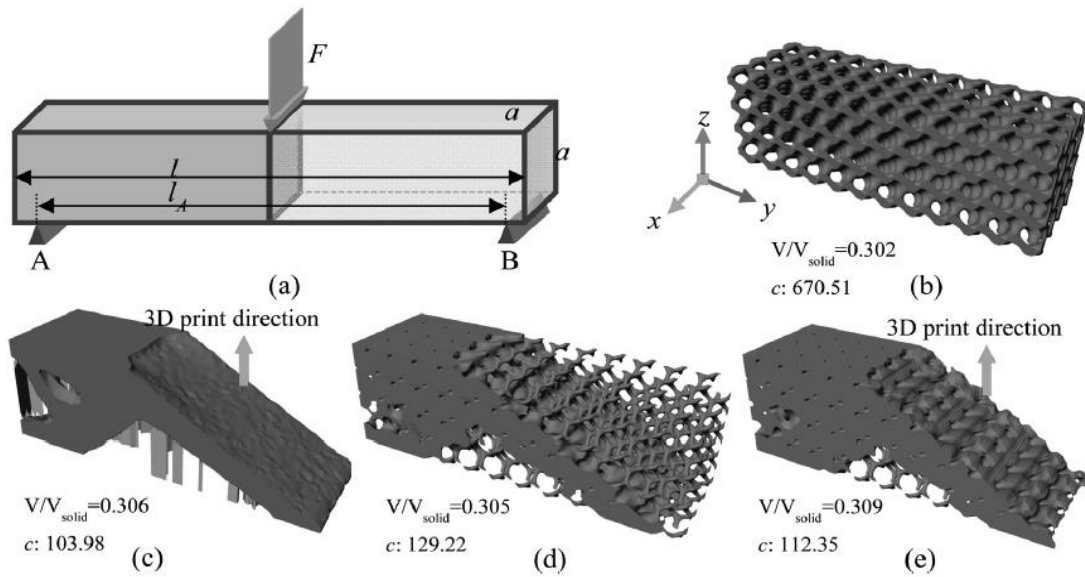 F
a
a
l
l_A
A B
(a)
z
x
y
V/V_solid=0.302
c: 670.51
(b)
3D print direction
V/V_solid=0.306
c: 103.98
(c)
V/V_solid=0.305
c: 129.22
(d)
3D print direction
V/V_solid=0.309
c: 112.35
(e)